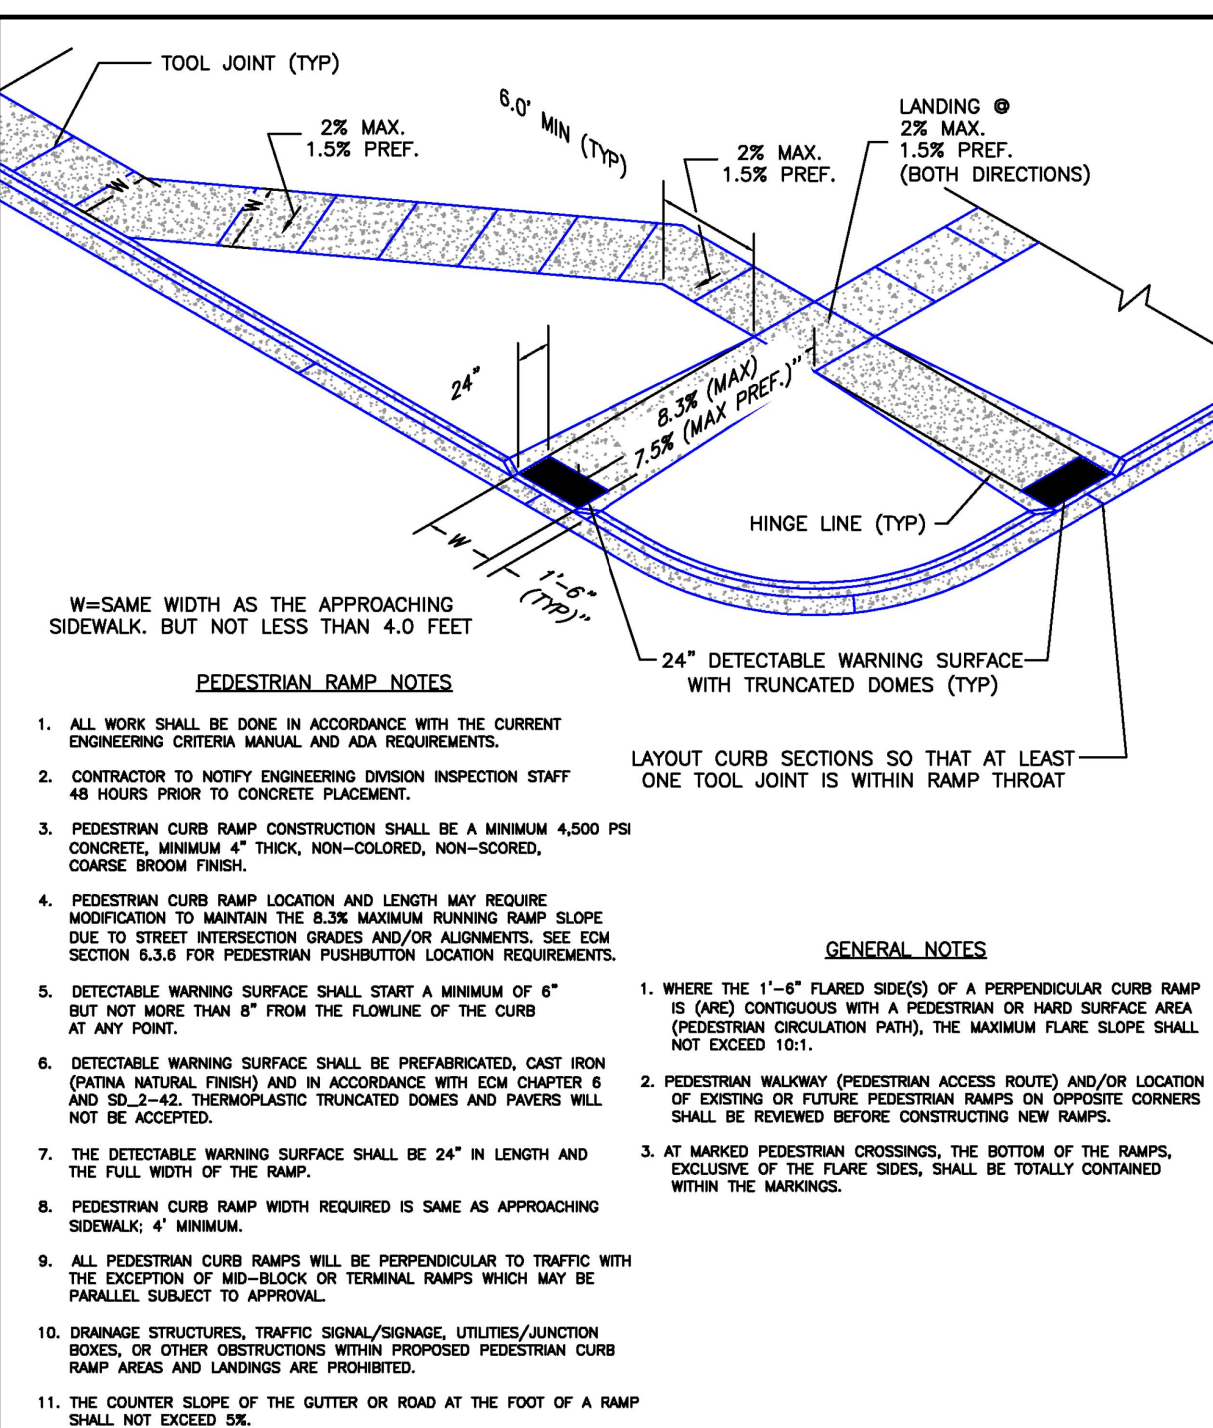 TOOL JOINT (TYP)
2% MAX.
1.5% PREF.
6.0' MIN (TYP)
2% MAX.
1.5% PREF.
LANDING @
2% MAX.
1.5% PREF.
(BOTH DIRECTIONS)
W
W
24"
8.3% (MAX)
7.5% (MAX PREF.)"
HINGE LINE (TYP)
W
1'-6"
(TYP)"
W=SAME WIDTH AS THE APPROACHING
SIDEWALK. BUT NOT LESS THAN 4.0 FEET
24" DETECTABLE WARNING SURFACE
WITH TRUNCATED DOMES (TYP)
LAYOUT CURB SECTIONS SO THAT AT LEAST
ONE TOOL JOINT IS WITHIN RAMP THROAT
PEDESTRIAN RAMP NOTES
1. ALL WORK SHALL BE DONE IN ACCORDANCE WITH THE CURRENT
ENGINEERING CRITERIA MANUAL AND ADA REQUIREMENTS.
2. CONTRACTOR TO NOTIFY ENGINEERING DIVISION INSPECTION STAFF
48 HOURS PRIOR TO CONCRETE PLACEMENT.
3. PEDESTRIAN CURB RAMP CONSTRUCTION SHALL BE A MINIMUM 4,500 PSI
CONCRETE, MINIMUM 4" THICK, NON-COLORED, NON-SCORED,
COARSE BROOM FINISH.
4. PEDESTRIAN CURB RAMP LOCATION AND LENGTH MAY REQUIRE
MODIFICATION TO MAINTAIN THE 8.3% MAXIMUM RUNNING RAMP SLOPE
DUE TO STREET INTERSECTION GRADES AND/OR ALIGNMENTS. SEE ECM
SECTION 6.3.6 FOR PEDESTRIAN PUSHBUTTON LOCATION REQUIREMENTS.
5. DETECTABLE WARNING SURFACE SHALL START A MINIMUM OF 6"
BUT NOT MORE THAN 8" FROM THE FLOWLINE OF THE CURB
AT ANY POINT.
6. DETECTABLE WARNING SURFACE SHALL BE PREFABRICATED, CAST IRON
(PATINA NATURAL FINISH) AND IN ACCORDANCE WITH ECM CHAPTER 6
AND SD_2-42. THERMOPLASTIC TRUNCATED DOMES AND PAVERS WILL
NOT BE ACCEPTED.
7. THE DETECTABLE WARNING SURFACE SHALL BE 24" IN LENGTH AND
THE FULL WIDTH OF THE RAMP.
8. PEDESTRIAN CURB RAMP WIDTH REQUIRED IS SAME AS APPROACHING
SIDEWALK; 4' MINIMUM.
9. ALL PEDESTRIAN CURB RAMPS WILL BE PERPENDICULAR TO TRAFFIC WITH
THE EXCEPTION OF MID-BLOCK OR TERMINAL RAMPS WHICH MAY BE
PARALLEL SUBJECT TO APPROVAL.
10. DRAINAGE STRUCTURES, TRAFFIC SIGNAL/SIGNAGE, UTILITIES/JUNCTION
BOXES, OR OTHER OBSTRUCTIONS WITHIN PROPOSED PEDESTRIAN CURB
RAMP AREAS AND LANDINGS ARE PROHIBITED.
11. THE COUNTER SLOPE OF THE GUTTER OR ROAD AT THE FOOT OF A RAMP
SHALL NOT EXCEED 5%.
GENERAL NOTES
1. WHERE THE 1'-6" FLARED SIDE(S) OF A PERPENDICULAR CURB RAMP
IS (ARE) CONTIGUOUS WITH A PEDESTRIAN OR HARD SURFACE AREA
(PEDESTRIAN CIRCULATION PATH), THE MAXIMUM FLARE SLOPE SHALL
NOT EXCEED 10:1.
2. PEDESTRIAN WALKWAY (PEDESTRIAN ACCESS ROUTE) AND/OR LOCATION
OF EXISTING OR FUTURE PEDESTRIAN RAMPS ON OPPOSITE CORNERS
SHALL BE REVIEWED BEFORE CONSTRUCTING NEW RAMPS.
3. AT MARKED PEDESTRIAN CROSSINGS, THE BOTTOM OF THE RAMPS,
EXCLUSIVE OF THE FLARE SIDES, SHALL BE TOTALLY CONTAINED
WITHIN THE MARKINGS.